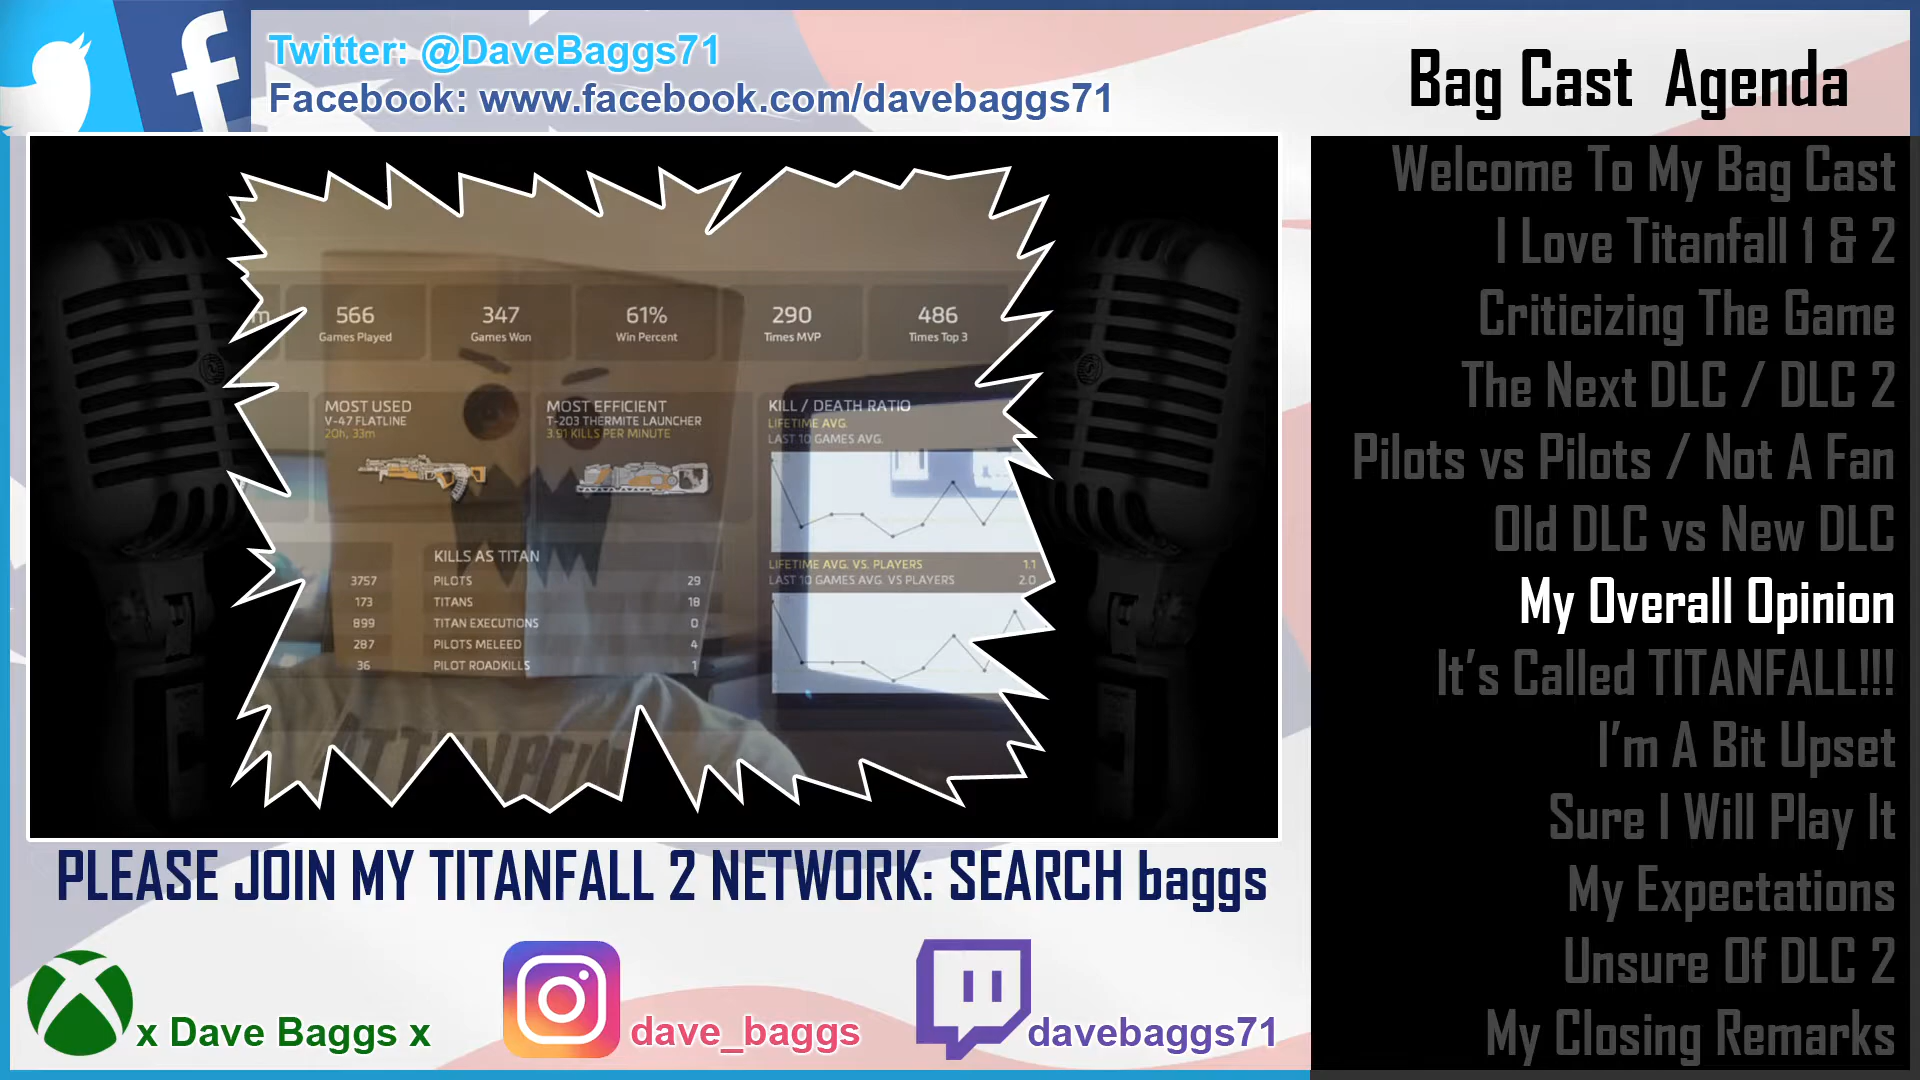 Twitter: @DaveBaggs71
Facebook: www.facebook.com/davebaggs71
Bag Cast Agenda
Welcome To My Bag Cast
I Love Titanfall 1 & 2
Criticizing The Game
The Next DLC / DLC 2
Pilots vs Pilots / Not A Fan
Old DLC vs New DLC
My Overall Opinion
It's Called TITANFALL!!!
I'm A Bit Upset
Sure I Will Play It
My Expectations
Unsure Of DLC 2
My Closing Remarks
566
Games Played
347
Games Won
61%
Win Percent
290
Times MVP
486
Times Top 3
MOST USED
V-47 FLATLINE
20h, 33m
MOST EFFICIENT
T-203 THERMITE LAUNCHER
3.91 KILLS PER MINUTE
KILL / DEATH RATIO
LIFETIME AVG.
LAST 10 GAMES AVG.
LIFETIME AVG. VS. PLAYERS 1.1
LAST 10 GAMES AVG. VS PLAYERS 2.0
KILLS AS TITAN
3757 PILOTS 29
173 TITANS 18
899 TITAN EXECUTIONS 0
287 PILOTS MELEED 4
36 PILOT ROADKILLS 1
PLEASE JOIN MY TITANFALL 2 NETWORK: SEARCH baggs
x Dave Baggs x
dave_baggs
davebaggs71